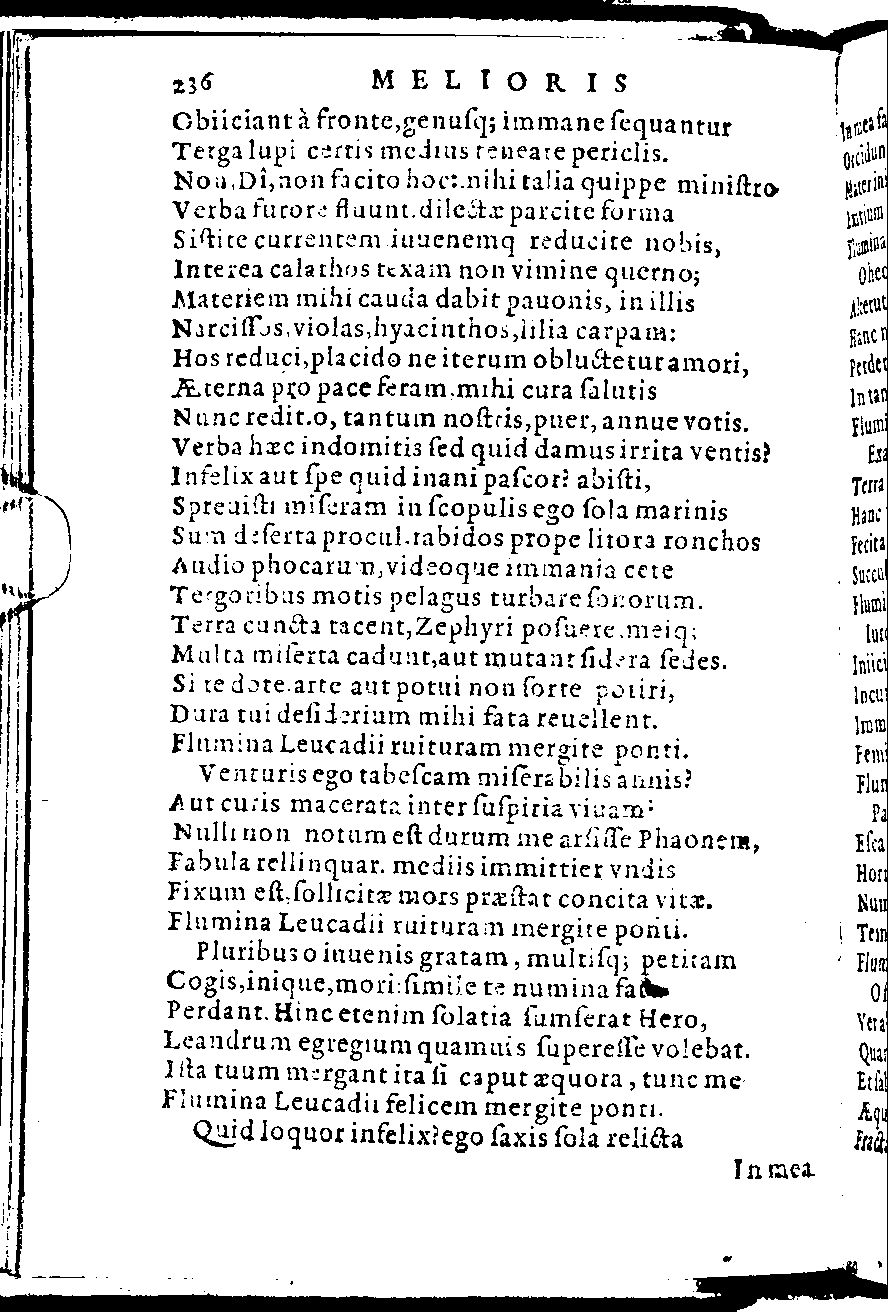 236 MELIORIS
Obiiciant à fronte,genuſq; immane ſequantur
Terga lupi certis medius teneare periclis.
Non,Dî,non facito hoc:nihi talia quippe miniſtro
Verba furore fluunt.dilectæ parcite forma
Siſtite currentem iuuenemq reducite nobis,
Interea calathos texam non vimine querno;
Materiem mihi cauda dabit pauonis, in illis
Narciſſos,violas,hyacinthos,lilia carpam:
Hos reduci,placido ne iterum obluctetur amori,
Æterna pro pace feram.mihi cura ſalutis
Nunc redit.o, tantum noſtris,puer, annue votis.
Verba hæc indomitis ſed quid damus irrita ventis?
Infelix aut ſpe quid inani paſcor? abiſti,
Spreuiſti miſeram in ſcopulis ego ſola marinis
Sum deſerta procul.rabidos prope litora ronchos
Audio phocarum,videoque immania cete
Tergoribus motis pelagus turbare ſonorum.
Terra cuncta tacent,Zephyri poſuere.meiq;
Multa miſerta cadunt,aut mutant ſidera ſedes.
Si te dote.arte aut potui non forte potiri,
Dura tui deſiderium mihi fata reuellent.
Flumina Leucadii ruituram mergite ponti.
Venturis ego tabeſcam miſerabilis annis?
Aut curis macerata inter ſuſpiria viuam?
Nulli non notum eſt durum me arſiſſe Phaonem,
Fabula rellinquar. mediis immittier vndis
Fixum eſt,ſollicitæ mors præſtat concita vitæ.
Flumina Leucadii ruituram mergite ponti.
Pluribus o iuuenis gratam, multiſq; petitam
Cogis,inique,mori:ſimile te numina
Perdant. Hinc etenim ſolatia ſumſerat Hero,
Leandrum egregium quamuis ſupereſſe volebat.
Iſta tuum mergant ita ſi caput æquora, tunc me
Flumina Leucadii felicem mergite ponti.
Quid loquor infelix?ego ſaxis ſola relicta
In mea